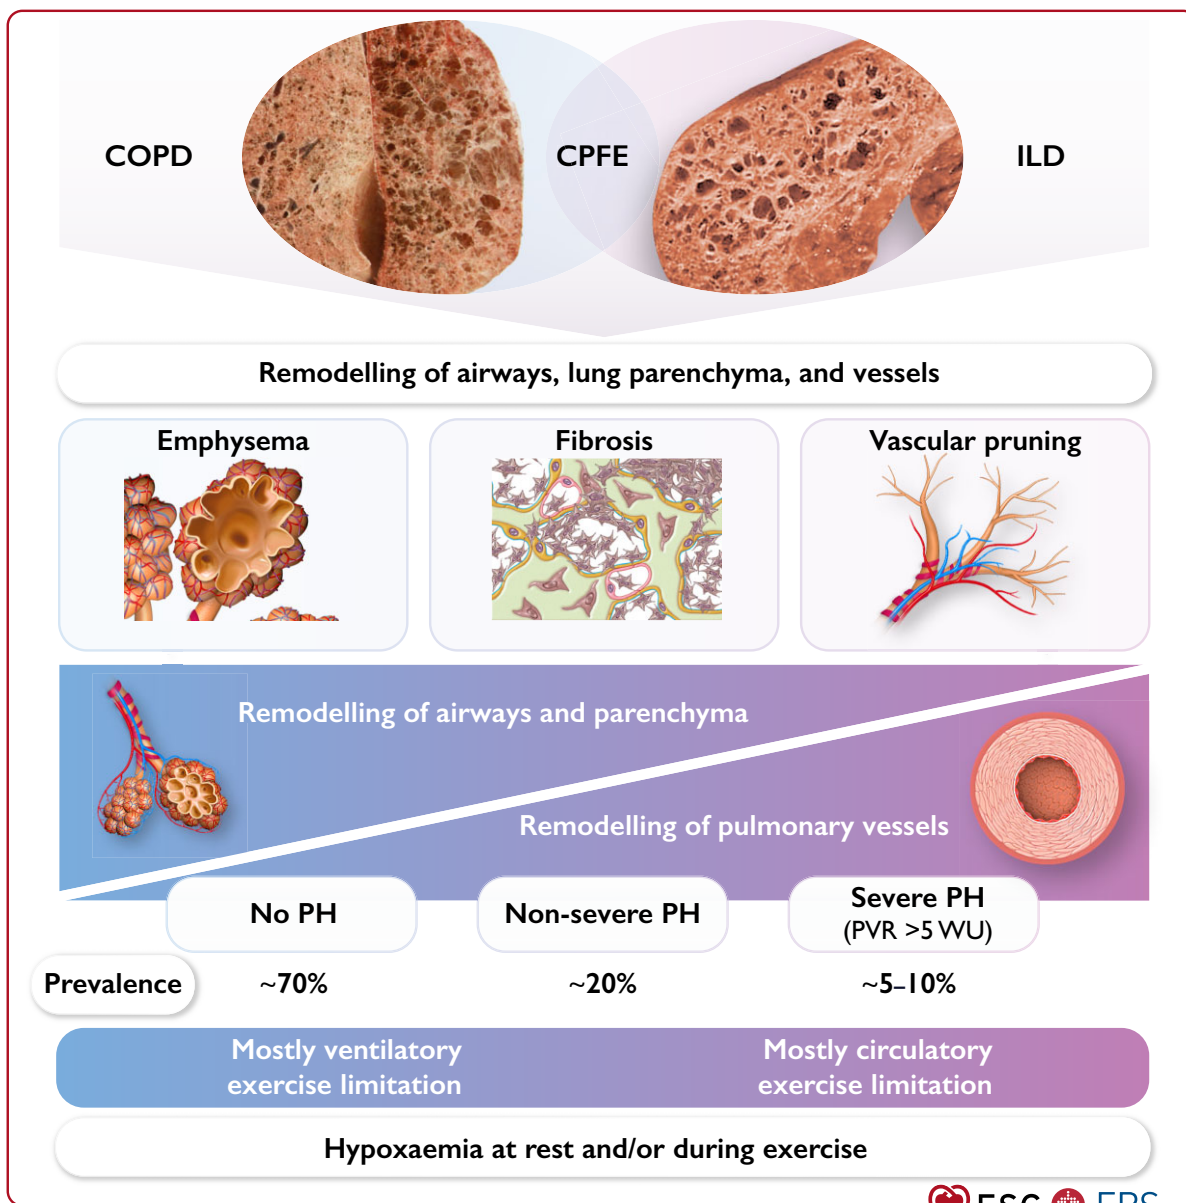 COPD
CPFE
ILD
Remodelling of airways, lung parenchyma, and vessels
Emphysema
Fibrosis
Vascular pruning
Remodelling of airways and parenchyma
Remodelling of pulmonary vessels
No PH
Non-severe PH
Severe PH
(PVR >5 WU)
Prevalence
~70%
~20%
~5–10%
Mostly ventilatory
exercise limitation
Mostly circulatory
exercise limitation
Hypoxaemia at rest and/or during exercise
ESC
ERS